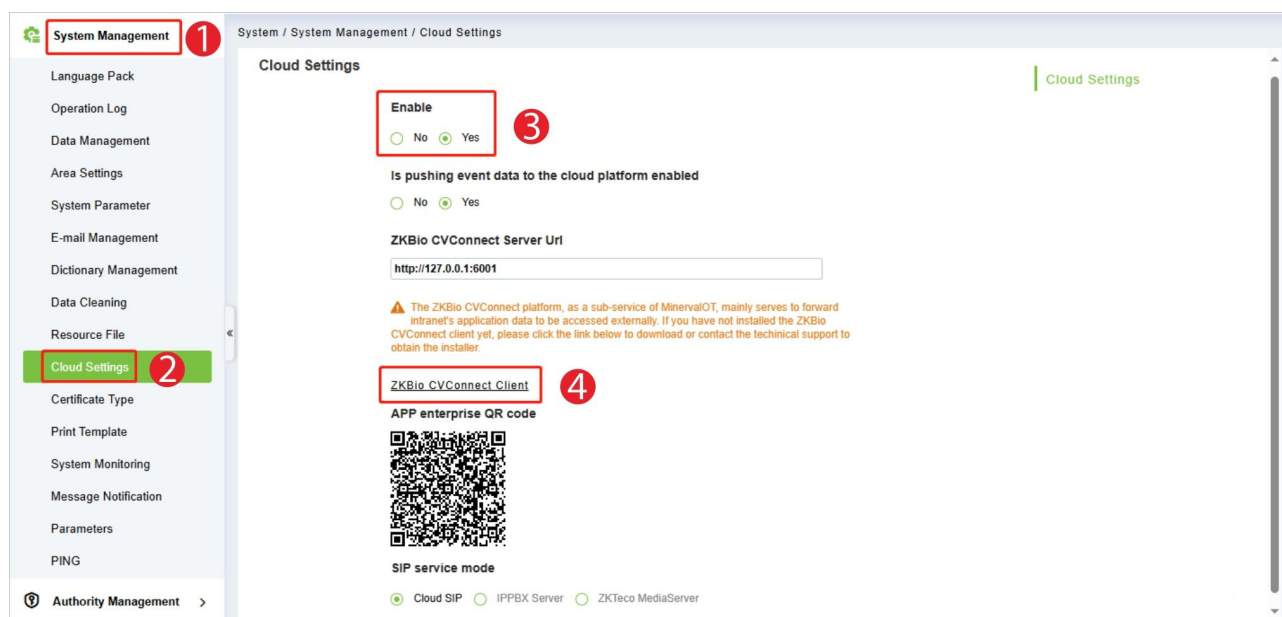 System Management
1
Language Pack
Operation Log
Data Management
Area Settings
System Parameter
E-mail Management
Dictionary Management
Data Cleaning
Resource File
Cloud Settings
2
Certificate Type
Print Template
System Monitoring
Message Notification
Parameters
PING
Authority Management >
«
System / System Management / Cloud Settings
Cloud Settings
Enable
No Yes
3
Is pushing event data to the cloud platform enabled
No Yes
ZKBio CVConnect Server Url
http://127.0.0.1:6001
The ZKBio CVConnect platform, as a sub-service of MinervaIOT, mainly serves to forward
intranet's application data to be accessed externally. If you have not installed the ZKBio
CVConnect client yet, please click the link below to download or contact the techinical support to
obtain the installer.
ZKBio CVConnect Client
4
APP enterprise QR code
SIP service mode
Cloud SIP IPPBX Server ZKTeco MediaServer
Cloud Settings